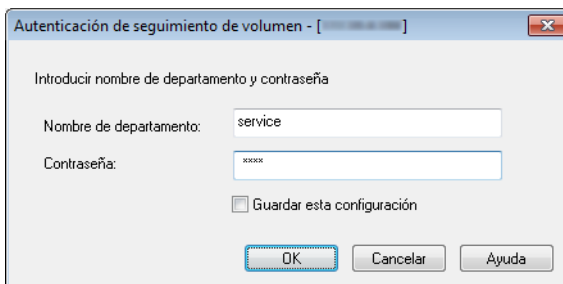 Autenticación de seguimiento de volumen - [ ]
Introducir nombre de departamento y contraseña
Nombre de departamento: service
Contraseña: ××××
Guardar esta configuración
OK Cancelar Ayuda